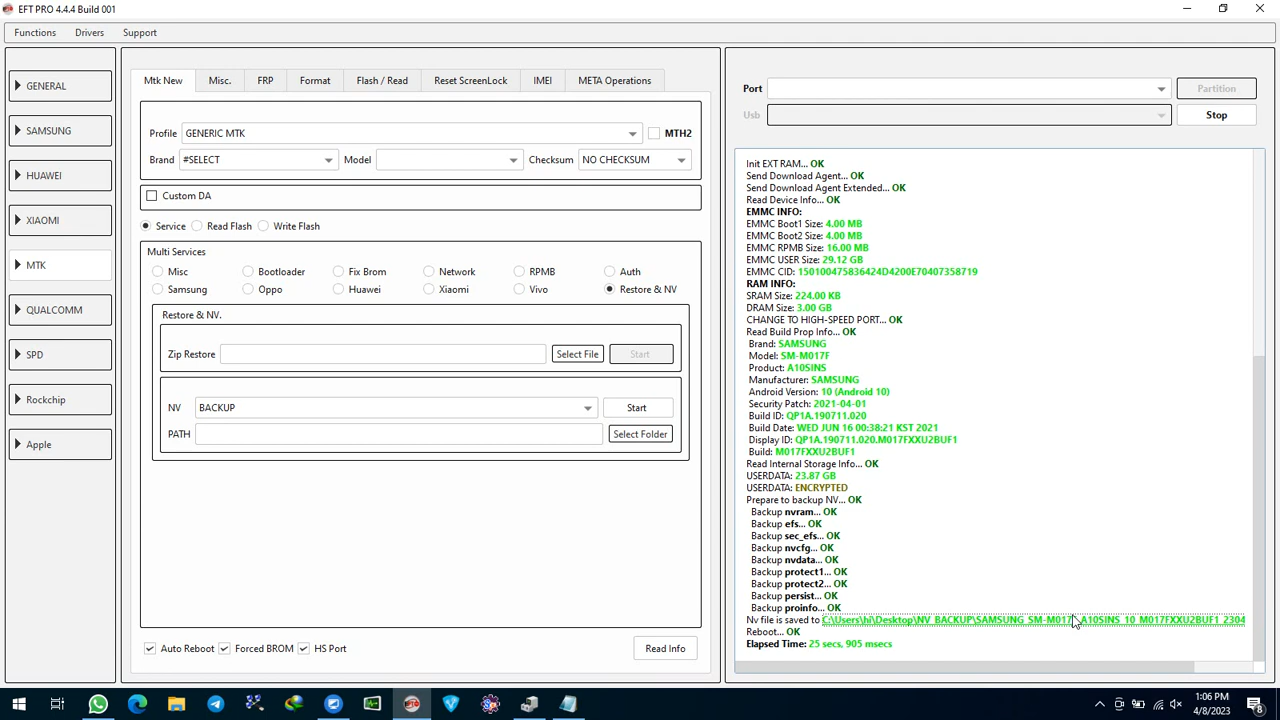 EFT PRO 4.4.4 Build 001
Functions Drivers Support
GENERAL
SAMSUNG
HUAWEI
XIAOMI
MTK
QUALCOMM
SPD
Rockchip
Apple
Mtk New Misc. FRP Format Flash / Read Reset ScreenLock IMEI META Operations
Profile GENERIC MTK MTH2
Brand #SELECT Model Checksum NO CHECKSUM
Custom DA
Service Read Flash Write Flash
Multi Services
Misc Bootloader Fix Brom Network RPMB Auth
Samsung Oppo Huawei Xiaomi Vivo Restore & NV
Restore & NV.
Zip Restore Select File Start
NV BACKUP Start
PATH Select Folder
Auto Reboot Forced BROM HS Port Read Info
Port Partition
Usb Stop
Init EXT RAM... OK
Send Download Agent... OK
Send Download Agent Extended... OK
Read Device Info... OK
EMMC INFO:
EMMC Boot1 Size: 4.00 MB
EMMC Boot2 Size: 4.00 MB
EMMC RPMB Size: 16.00 MB
EMMC USER Size: 29.12 GB
EMMC CID: 150100475836424D4200E70407358719
RAM INFO:
SRAM Size: 224.00 KB
DRAM Size: 3.00 GB
CHANGE TO HIGH-SPEED PORT... OK
Read Build Prop Info... OK
Brand: SAMSUNG
Model: SM-M017F
Product: A10SINS
Manufacturer: SAMSUNG
Android Version: 10 (Android 10)
Security Patch: 2021-04-01
Build ID: QP1A.190711.020
Build Date: WED JUN 16 00:38:21 KST 2021
Display ID: QP1A.190711.020.M017FXXU2BUF1
Build: M017FXXU2BUF1
Read Internal Storage Info... OK
USERDATA: 23.87 GB
USERDATA: ENCRYPTED
Prepare to backup NV... OK
Backup nvram... OK
Backup efs... OK
Backup sec_efs... OK
Backup nvcfg... OK
Backup nvdata... OK
Backup protect1... OK
Backup protect2... OK
Backup persist... OK
Backup proinfo... OK
Nv file is saved to C:\Users\hi\Desktop\NV_BACKUP\SAMSUNG_SM-M017 A10SINS_10_M017FXXU2BUF1_2304
Reboot... OK
Elapsed Time: 25 secs, 905 msecs
1:06 PM
4/8/2023
8